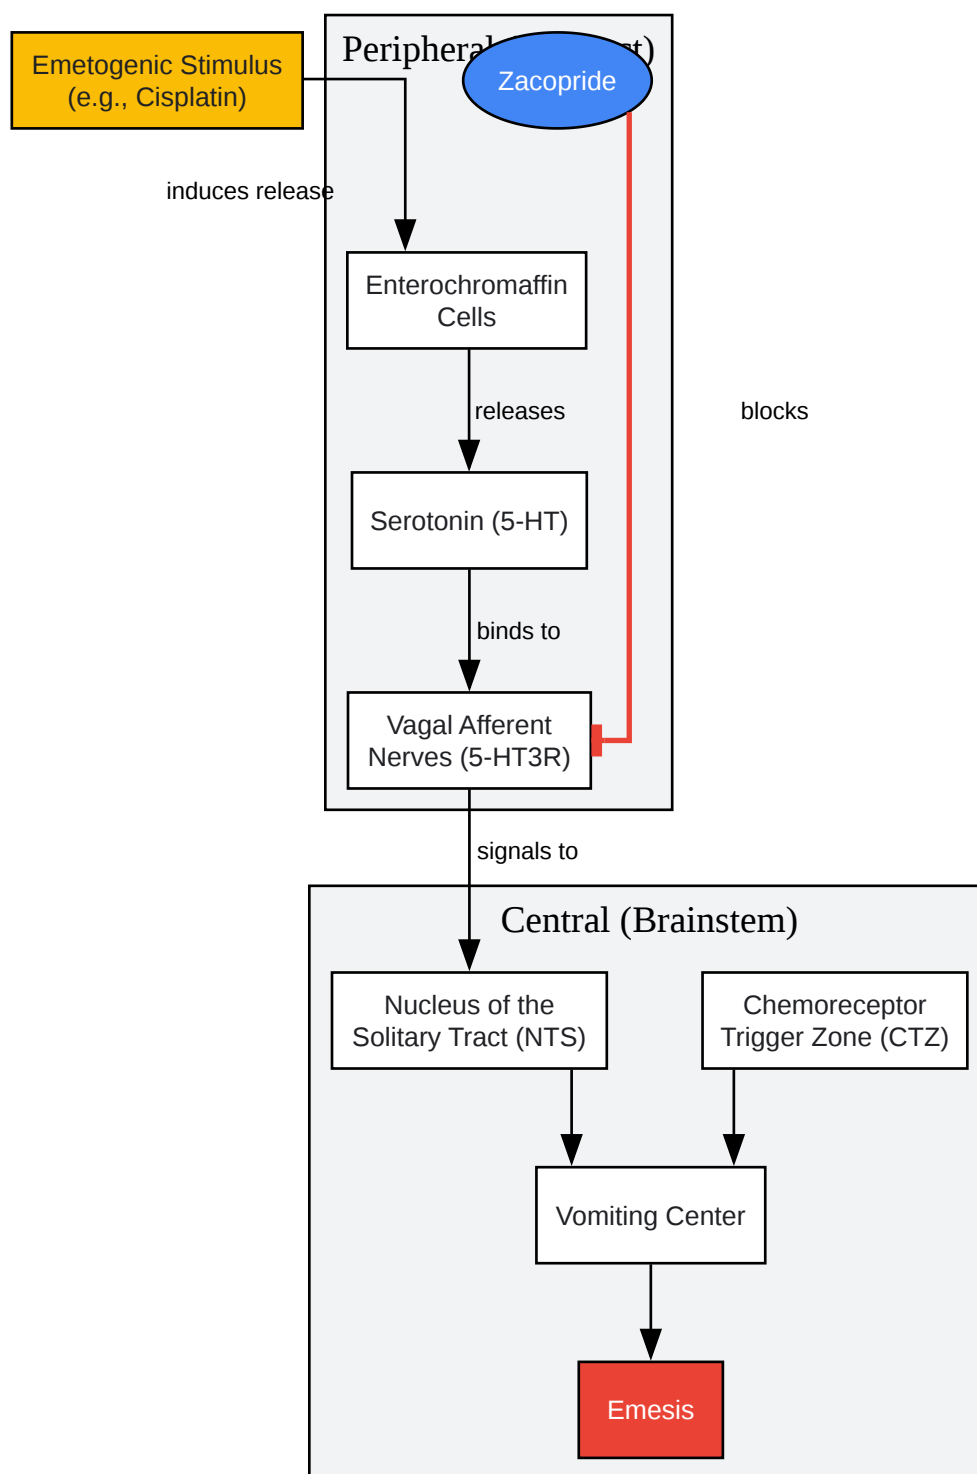 Emetogenic Stimulus
(e.g., Cisplatin)
Zacopride
induces release
Enterochromaffin
Cells
releases
blocks
Serotonin (5-HT)
binds to
Vagal Afferent
Nerves (5-HT3R)
signals to
Central (Brainstem)
Nucleus of the
Solitary Tract (NTS)
Chemoreceptor
Trigger Zone (CTZ)
Vomiting Center
Emesis